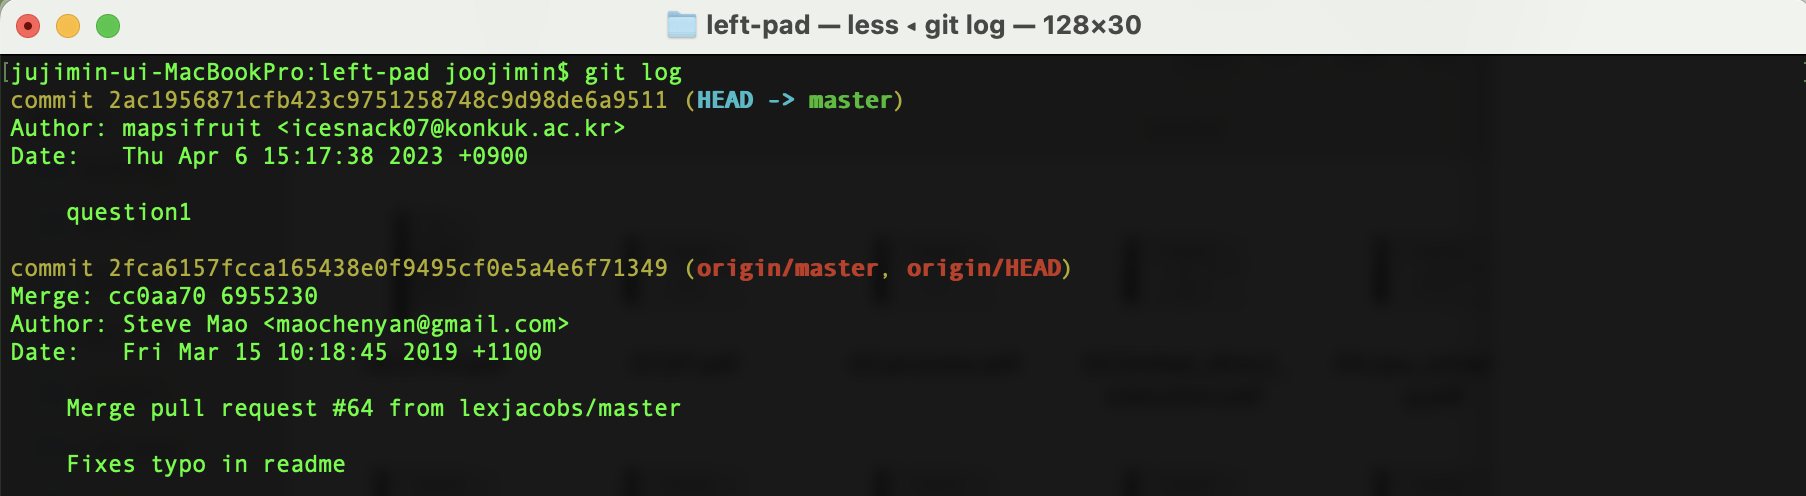 left-pad — less ◂ git log — 128×30
[jujimin-ui-MacBookPro:left-pad joojimin$ git log
commit 2ac1956871cfb423c9751258748c9d98de6a9511 (HEAD -> master)
Author: mapsifruit <icesnack07@konkuk.ac.kr>
Date:   Thu Apr 6 15:17:38 2023 +0900
question1
commit 2fca6157fcca165438e0f9495cf0e5a4e6f71349 (origin/master, origin/HEAD)
Merge: cc0aa70 6955230
Author: Steve Mao <maochenyan@gmail.com>
Date:   Fri Mar 15 10:18:45 2019 +1100
Merge pull request #64 from lexjacobs/master
Fixes typo in readme